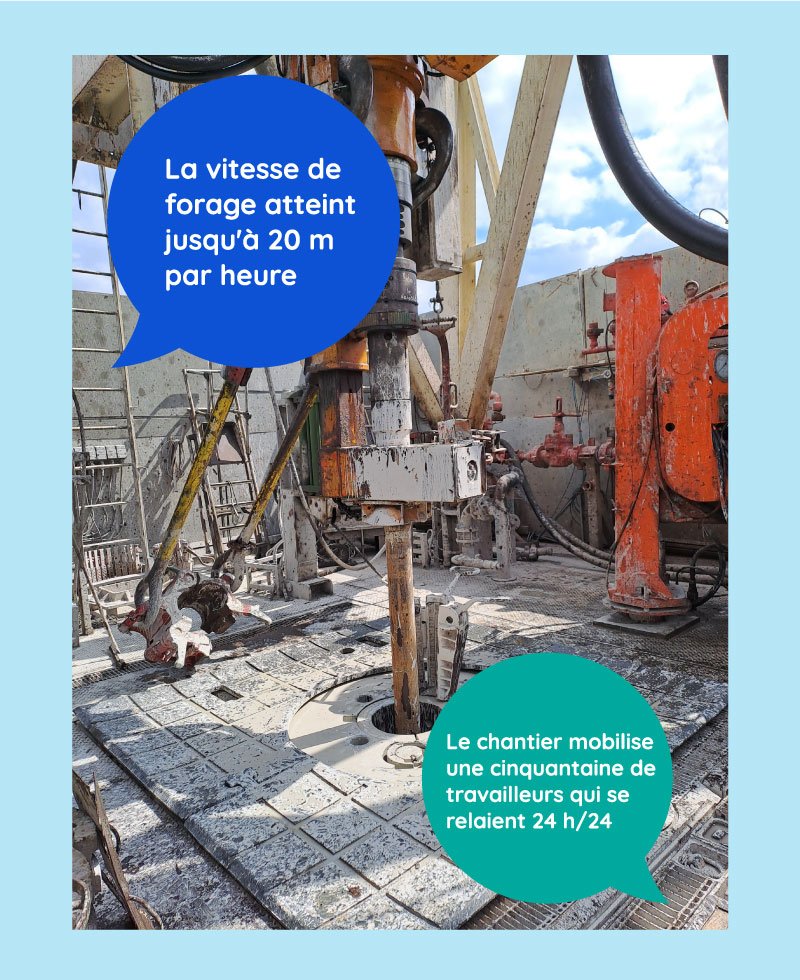 La vitesse de
forage atteint
jusqu'à 20 m
par heure
Le chantier mobilise
une cinquantaine de
travailleurs qui se
relaient 24 h/24